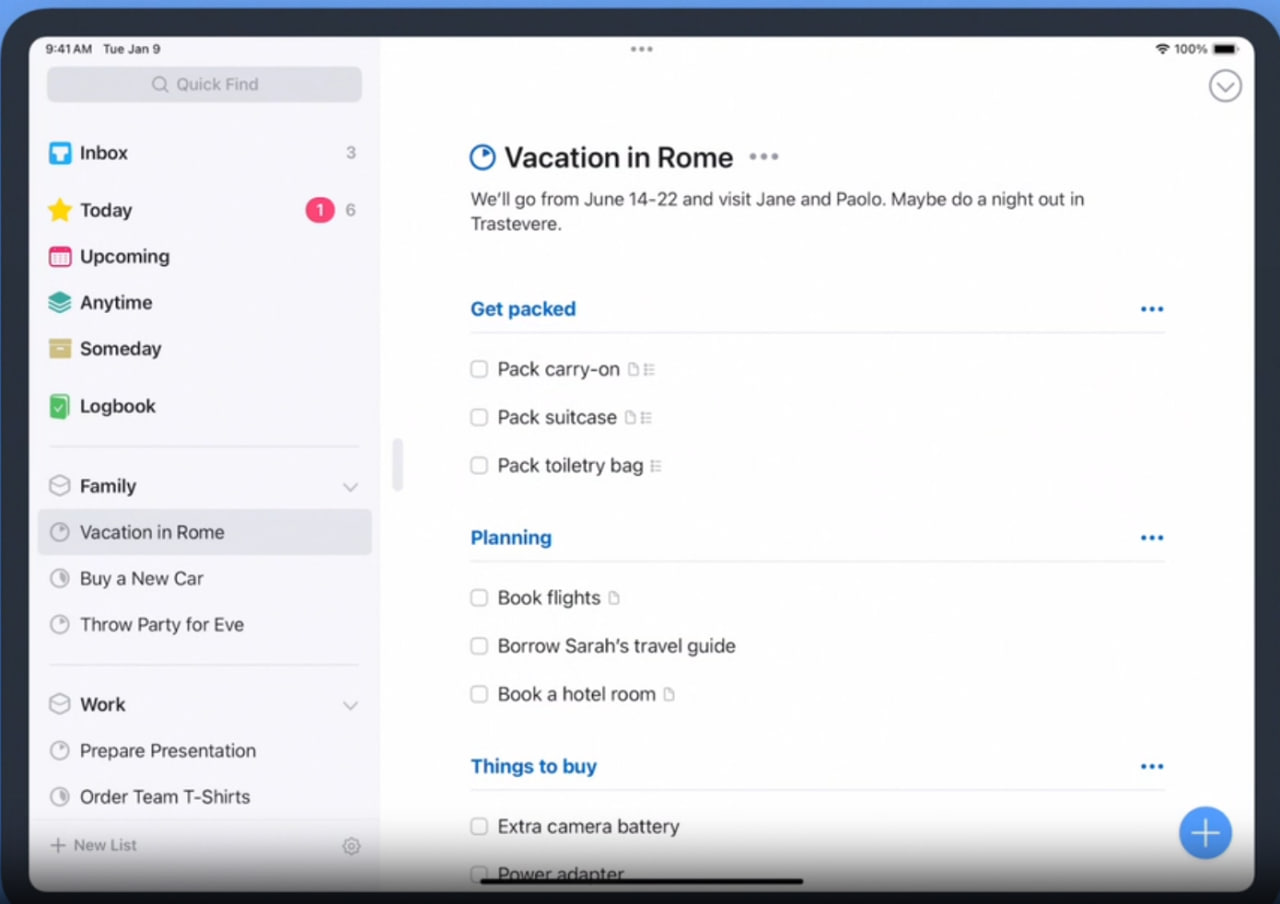 9:41 AM Tue Jan 9
100%
Quick Find
Inbox 3
Today 1 6
Upcoming
Anytime
Someday
Logbook
Family
Vacation in Rome
Buy a New Car
Throw Party for Eve
Work
Prepare Presentation
Order Team T-Shirts
New List
Vacation in Rome
We’ll go from June 14-22 and visit Jane and Paolo. Maybe do a night out in
Trastevere.
Get packed
Pack carry-on
Pack suitcase
Pack toiletry bag
Planning
Book flights
Borrow Sarah’s travel guide
Book a hotel room
Things to buy
Extra camera battery
Power adapter